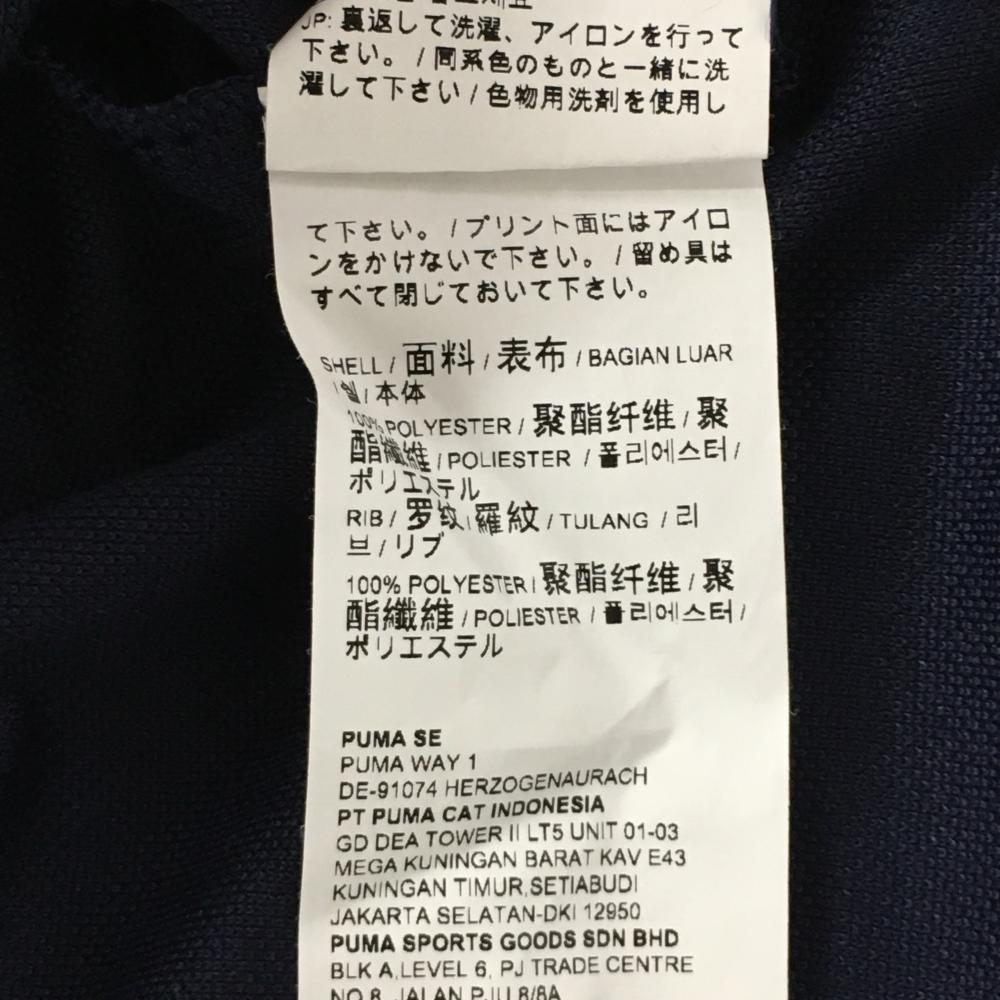 JP: 裏返して洗濯、アイロンを行って
下さい。/ 同系色のものと一緒に洗
濯して下さい / 色物用洗剤を使用し
て下さい。/ プリント面にはアイロ
ンをかけないで下さい。/ 留め具は
すべて閉じておいて下さい。
SHELL / 面料 / 表布 / BAGIAN LUAR
/ 쉘 / 本体
100% POLYESTER / 聚酯纤维 / 聚
酯纖維 / POLIESTER / 폴리에스터 /
ポリエステル
RIB / 罗纹 / 羅紋 / TULANG / 리
브 / リブ
100% POLYESTER / 聚酯纤维 / 聚
酯纖維 / POLIESTER / 폴리에스터 /
ポリエステル
PUMA SE
PUMA WAY 1
DE-91074 HERZOGENAURACH
PT PUMA CAT INDONESIA
GD DEA TOWER II LT5 UNIT 01-03
MEGA KUNINGAN BARAT KAV E43
KUNINGAN TIMUR,SETIABUDI
JAKARTA SELATAN-DKI 12950
PUMA SPORTS GOODS SDN BHD
BLK A,LEVEL 6, PJ TRADE CENTRE
NO.8, JALAN PJU 8/8A